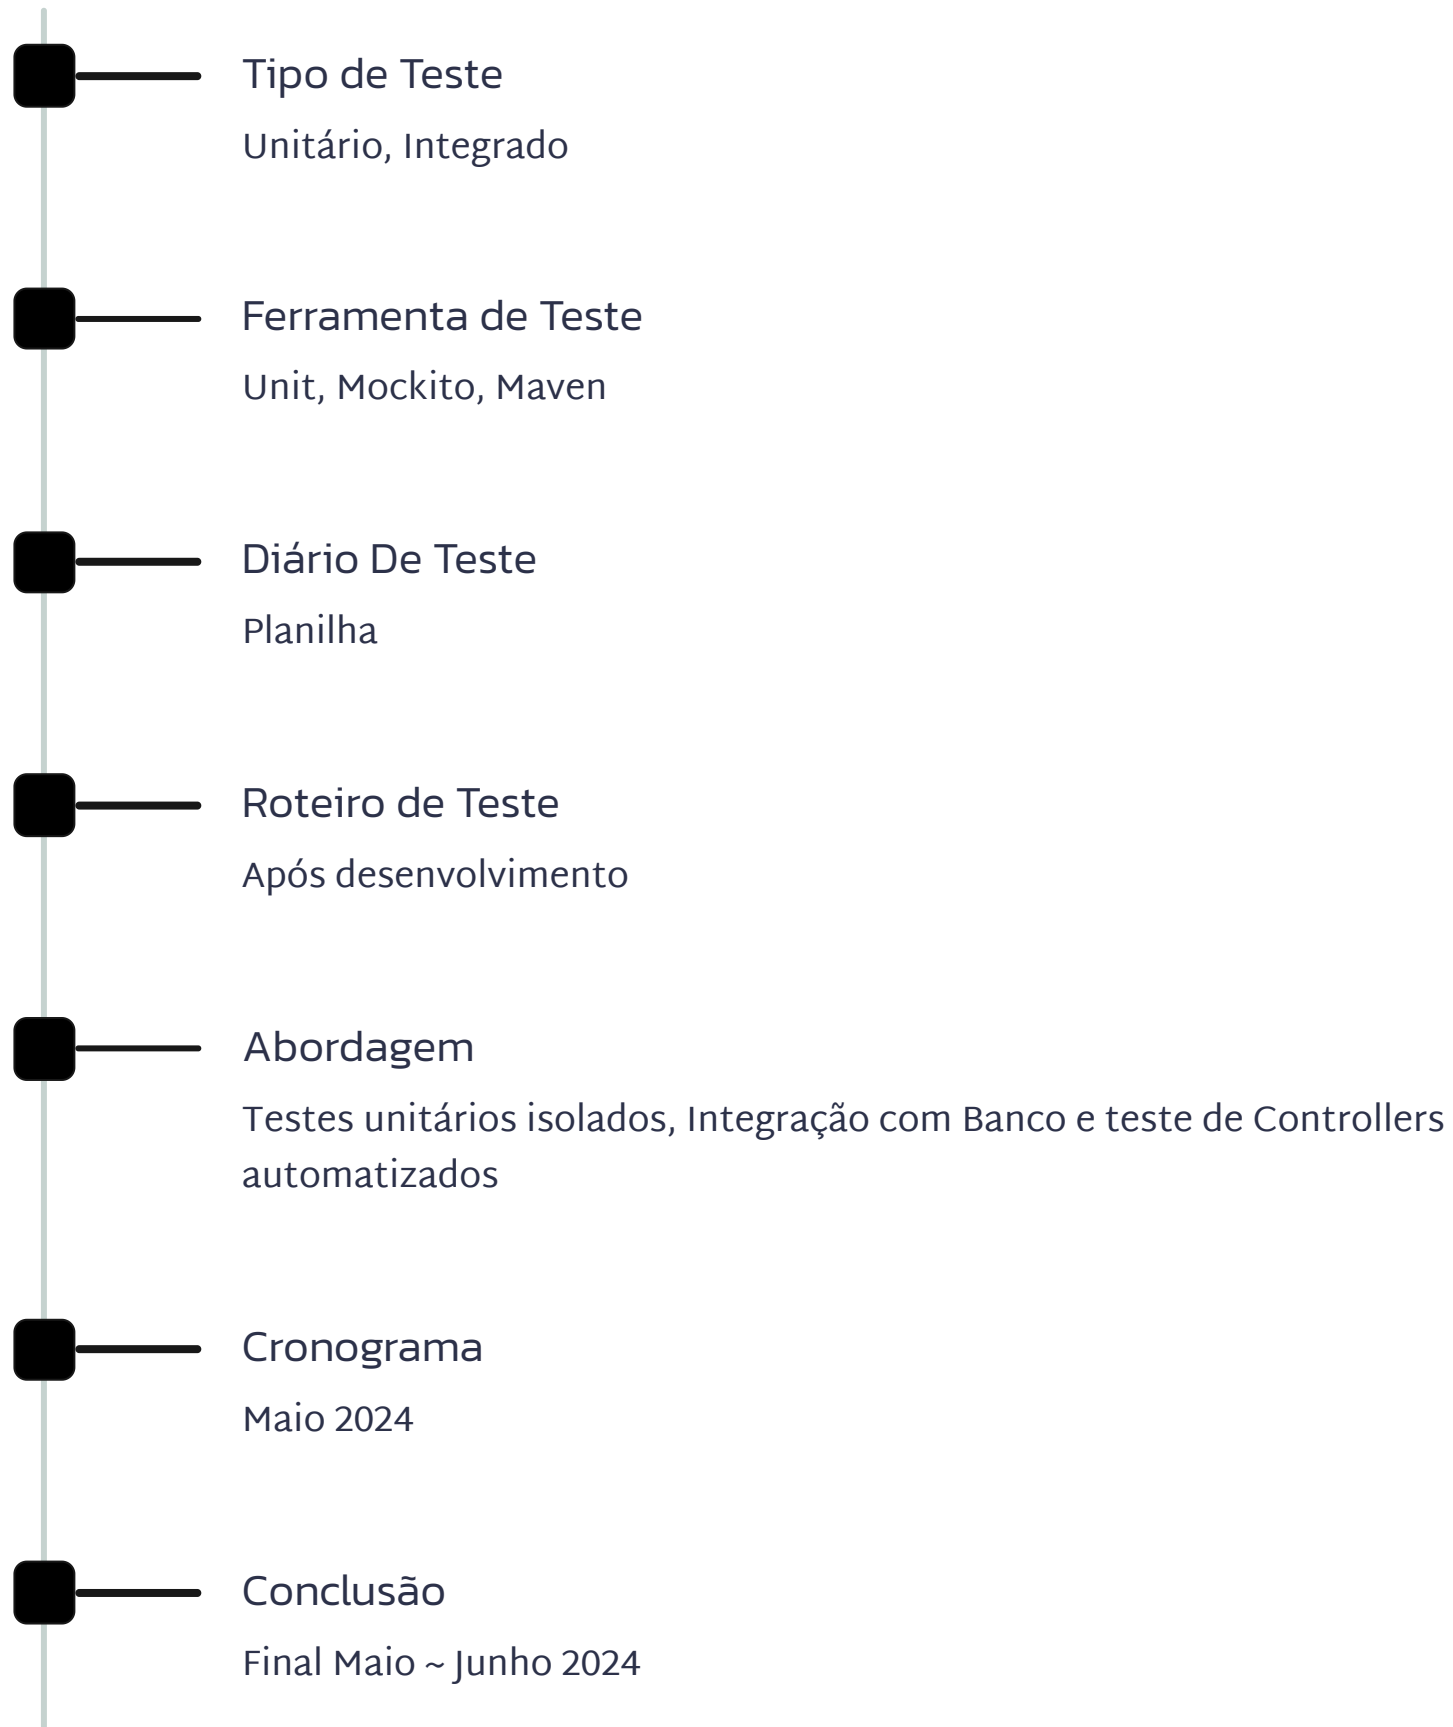 Tipo de Teste
Unitário, Integrado
Ferramenta de Teste
Unit, Mockito, Maven
Diário De Teste
Planilha
Roteiro de Teste
Após desenvolvimento
Abordagem
Testes unitários isolados, Integração com Banco e teste de Controllers
automatizados
Cronograma
Maio 2024
Conclusão
Final Maio ~ Junho 2024